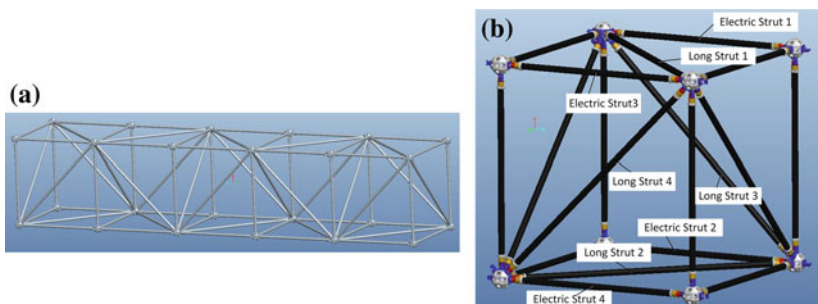 (a)
(b)
Electric Strut 1
Long Strut 1
Electric Strut3
Long Strut 4
Long Strut 3
Electric Strut 2
Long Strut 2
Electric Strut 4